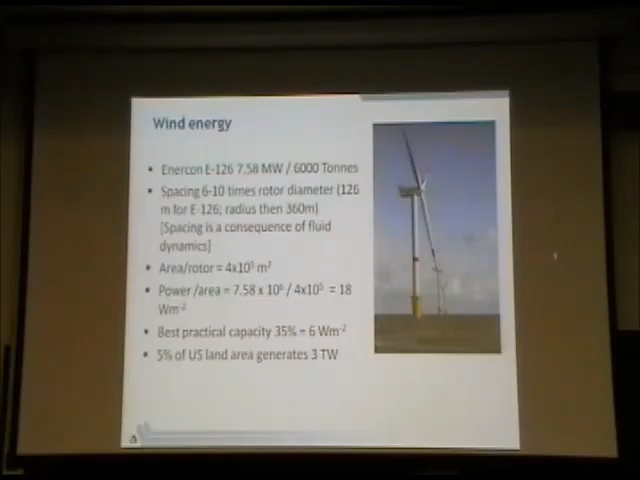 Wind energy
• Enercon E-126 7.58 MW / 6000 Tonnes
• Spacing 6-10 times rotor diameter (126
m for E-126; radius then 360m)
[Spacing is a consequence of fluid
dynamics]
• Area/rotor = 4x10⁵ m²
• Power /area = 7.58 x 10⁶ / 4x10⁵ = 18
Wm⁻²
• Best practical capacity 35% = 6 Wm⁻²
• 5% of US land area generates 3 TW